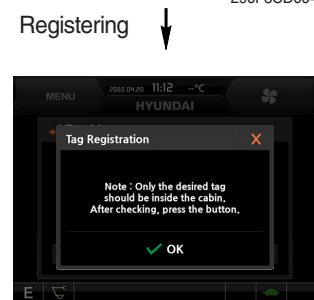 Registering
MENU
2022.04.20 11:12 --°C
HYUNDAI
Tag Registration X
Note : Only the desired tag
should be inside the cabin.
After checking, press the button.
OK
E